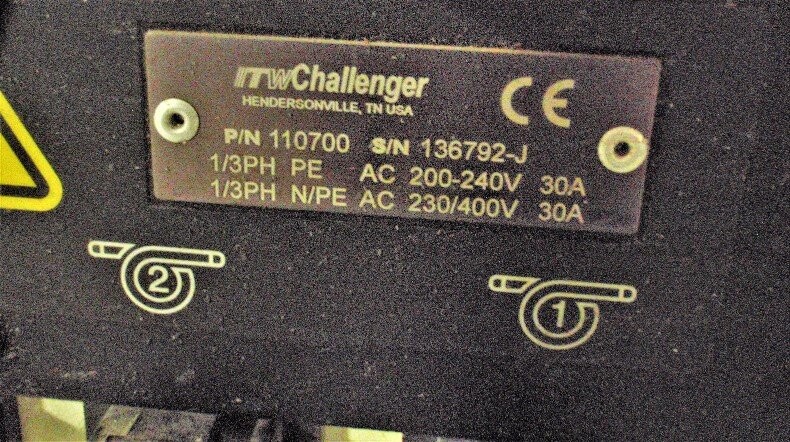 ITWChallenger
HENDERSONVILLE, TN USA
CE
P/N 110700 S/N 136792-J
1/3PH PE AC 200-240V 30A
1/3PH N/PE AC 230/400V 30A
2
1